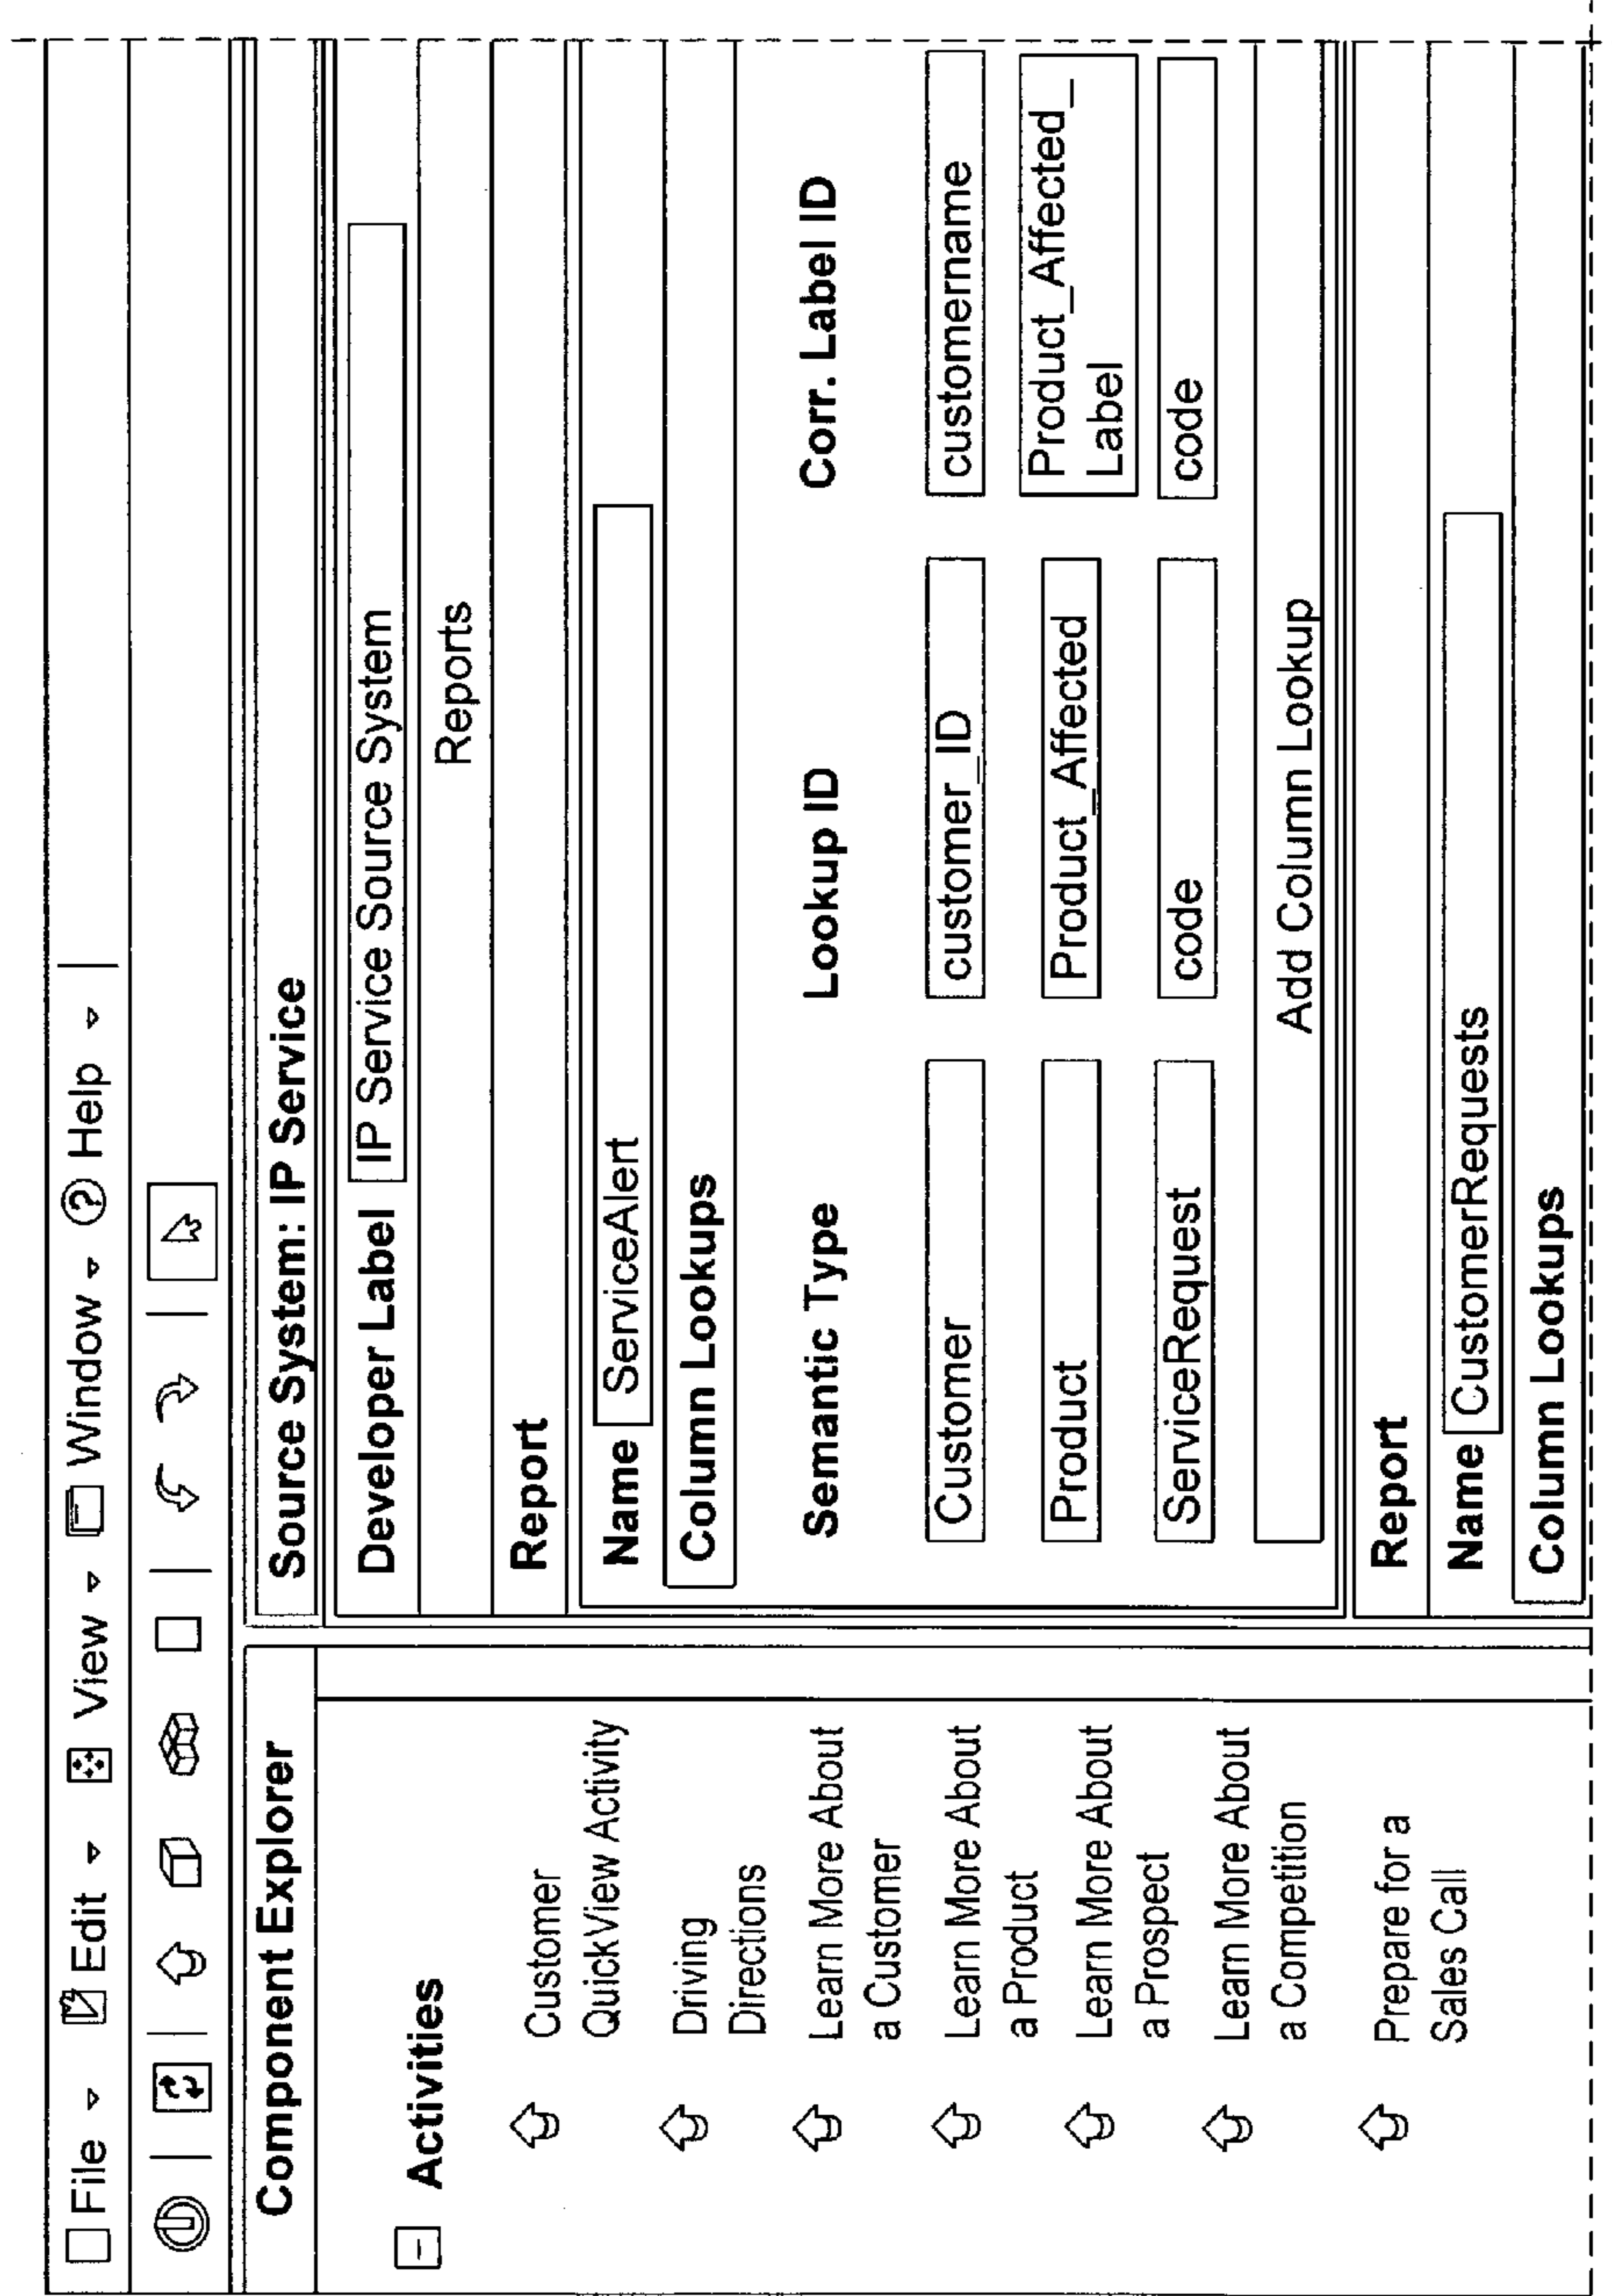 File Edit View Window Help
Component Explorer
Activities
Customer
QuickView Activity
Driving
Directions
Learn More About
a Customer
Learn More About
a Product
Learn More About
a Prospect
Learn More About
a Competition
Prepare for a
Sales Call
Source System: IP Service
Developer Label IP Service Source System
Reports
Report
Name ServiceAlert
Column Lookups
Semantic Type Lookup ID Corr. Label ID
Customer customer_ID customername
Product Product_Affected Product_Affected_
Label
ServiceRequest code code
Add Column Lookup
Report
Name CustomerRequests
Column Lookups